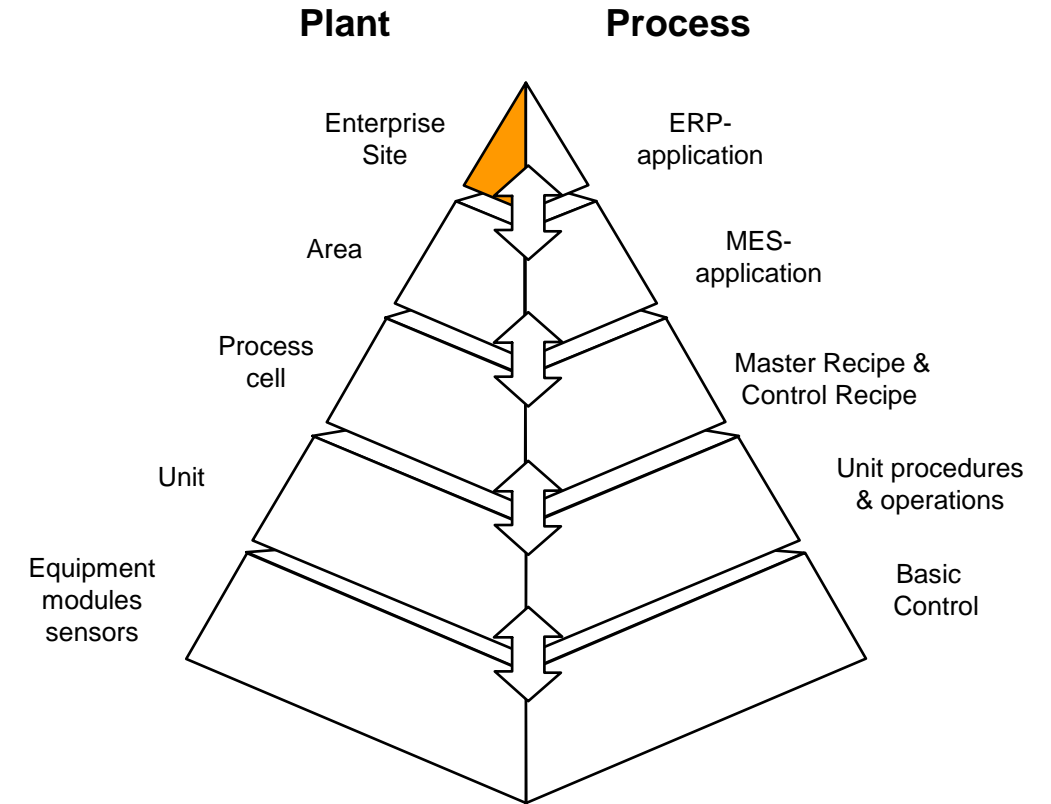 Plant
Process
Enterprise
Site
ERP-
application
Area
MES-
application
Process
cell
Master Recipe &
Control Recipe
Unit
Unit procedures
& operations
Equipment
modules
sensors
Basic
Control